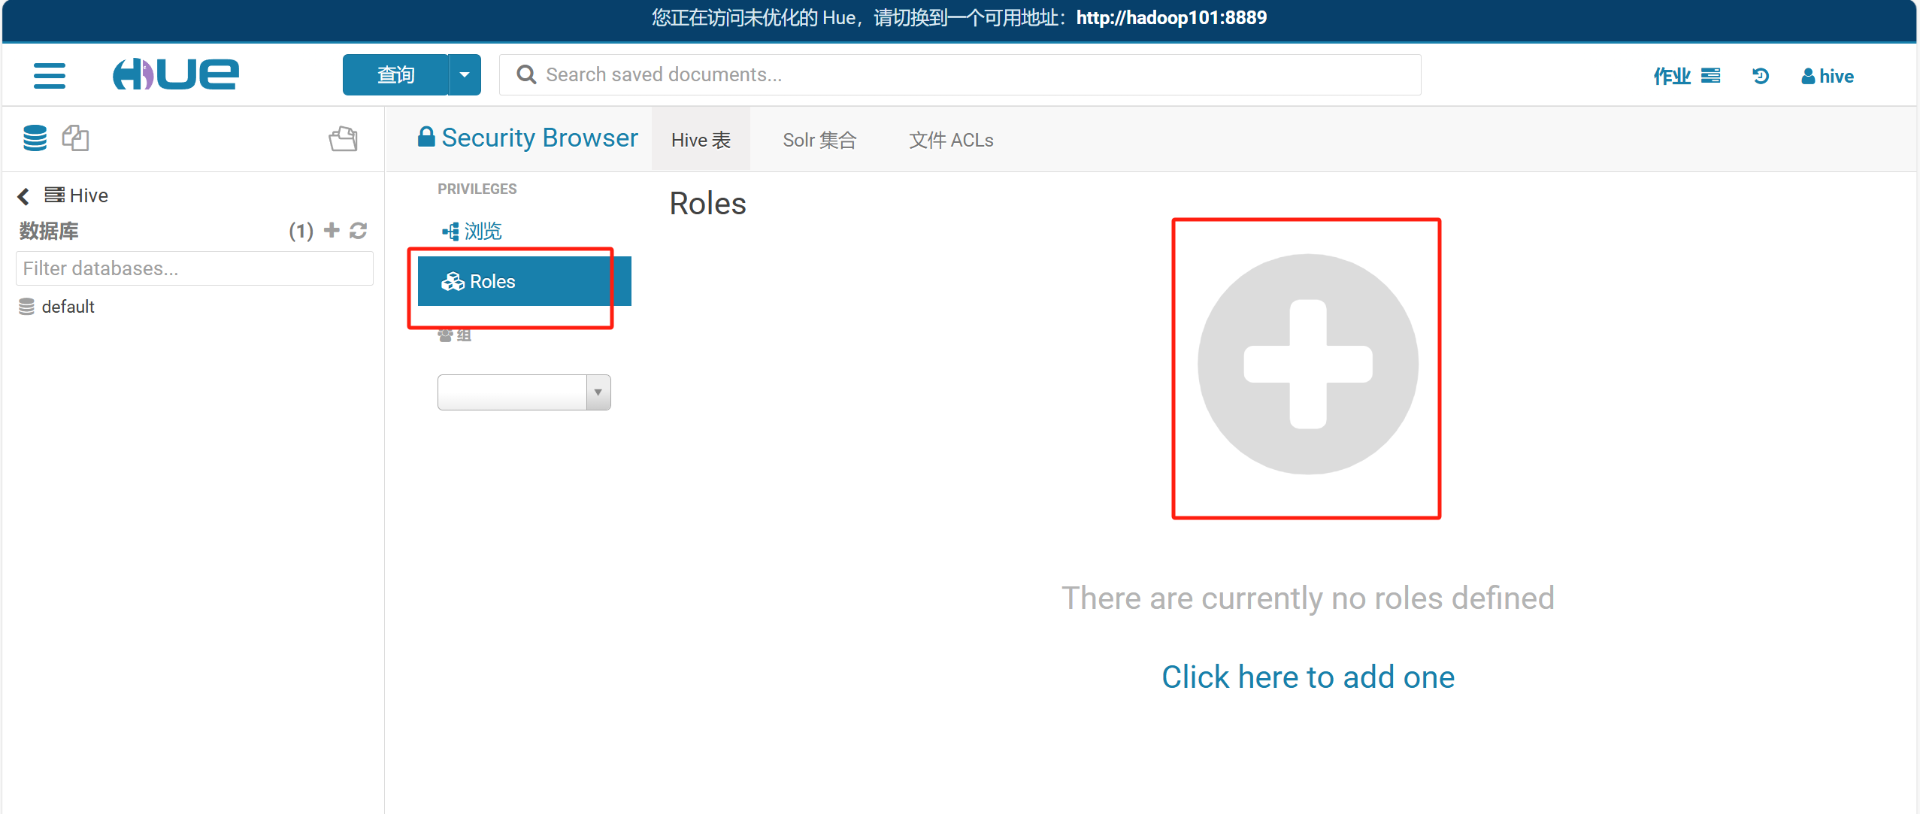 您正在访问未优化的 Hue，请切换到一个可用地址：http://hadoop101:8889
HUE 查询 Search saved documents... 作业 hive
Security Browser Hive 表 Solr 集合 文件 ACLs
Hive
数据库 (1)
Filter databases...
default
PRIVILEGES
浏览
Roles
组
Roles
There are currently no roles defined
Click here to add one